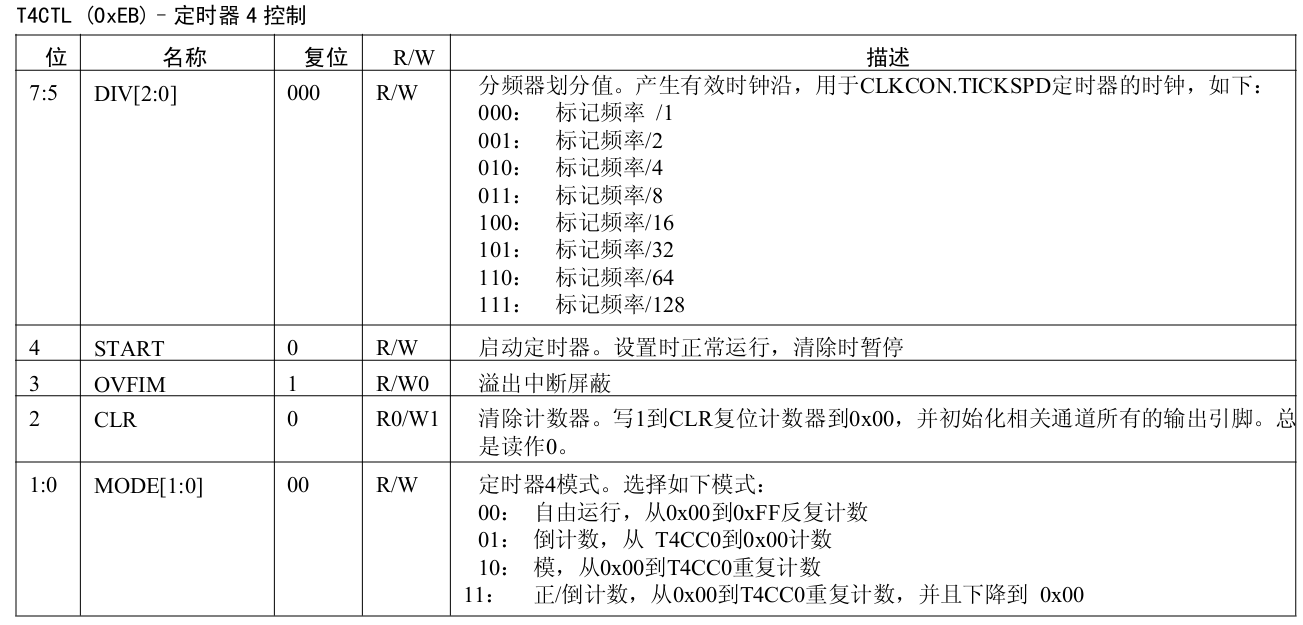 T4CTL (0xEB) - 定时器 4 控制
位 名称 复位 R/W 描述
7:5 DIV[2:0] 000 R/W 分频器划分值。产生有效时钟沿，用于CLKCON.TICKSPD定时器的时钟，如下：
000： 标记频率 /1
001： 标记频率/2
010： 标记频率/4
011： 标记频率/8
100： 标记频率/16
101： 标记频率/32
110： 标记频率/64
111： 标记频率/128
4 START 0 R/W 启动定时器。设置时正常运行，清除时暂停
3 OVFIM 1 R/W0 溢出中断屏蔽
2 CLR 0 R0/W1 清除计数器。写1到CLR复位计数器到0x00，并初始化相关通道所有的输出引脚。总
是读作0。
1:0 MODE[1:0] 00 R/W 定时器4模式。选择如下模式：
00： 自由运行，从0x00到0xFF反复计数
01： 倒计数，从 T4CC0到0x00计数
10： 模，从0x00到T4CC0重复计数
11： 正/倒计数，从0x00到T4CC0重复计数，并且下降到 0x00